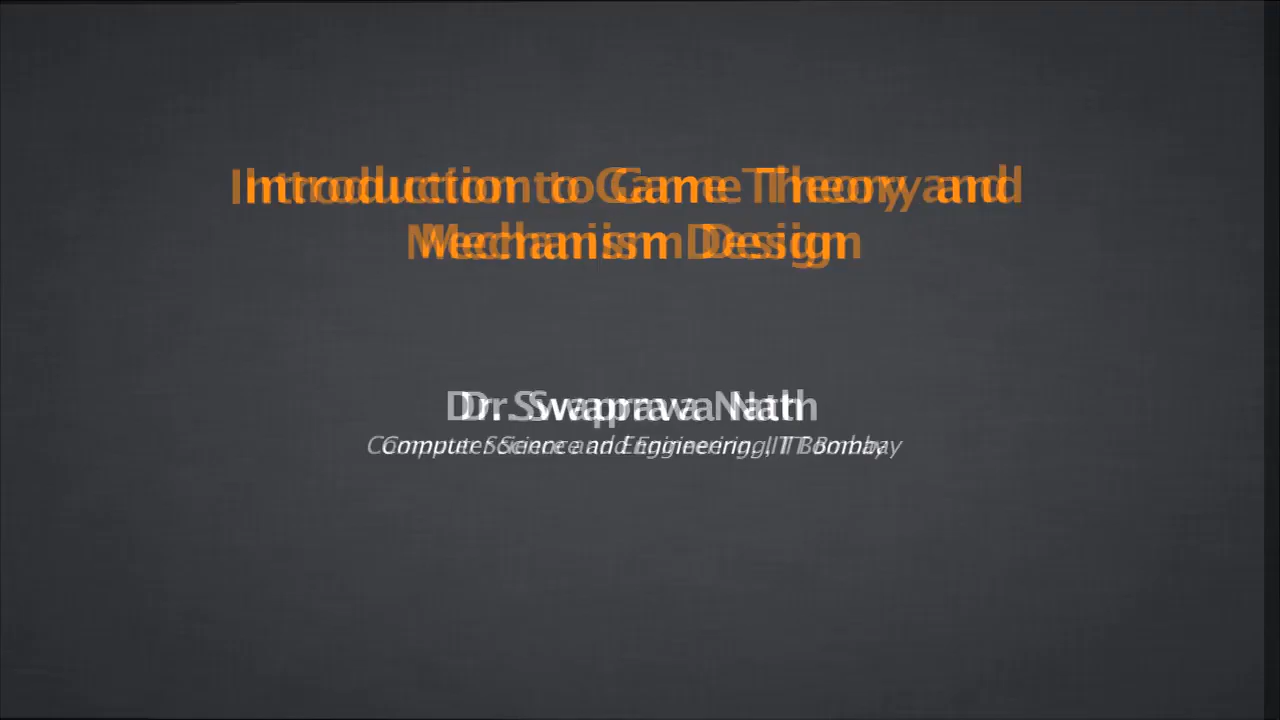 Introduction to Game Theory and
Mechanism Design
Dr. Swaprava Nath
Computer Science and Engineering, IIT Bombay